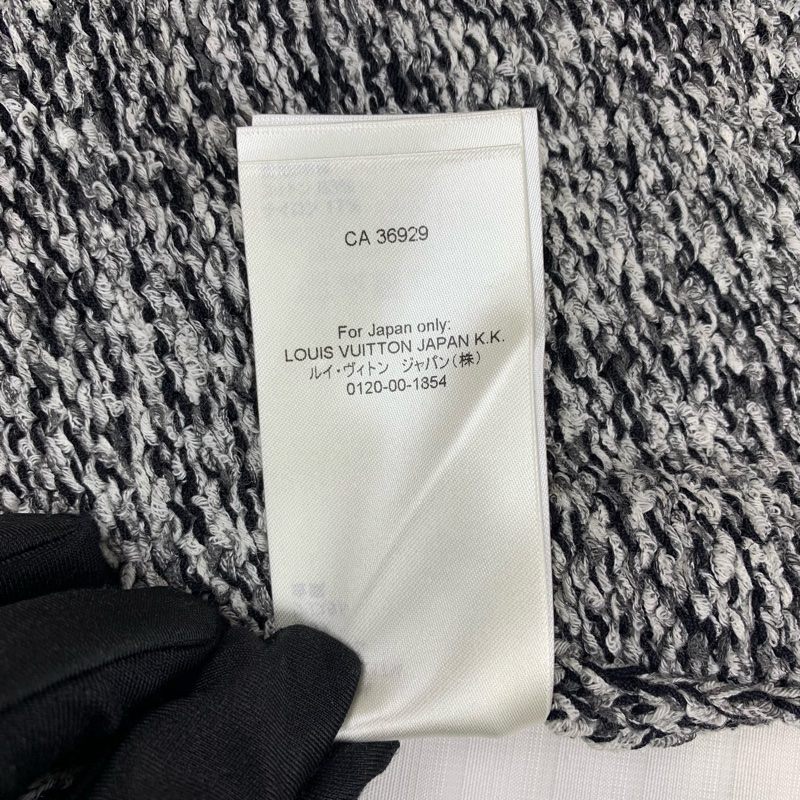 CA 36929
For Japan only:
LOUIS VUITTON JAPAN K.K.
ルイ・ヴィトン ジャパン(株)
0120-00-1854